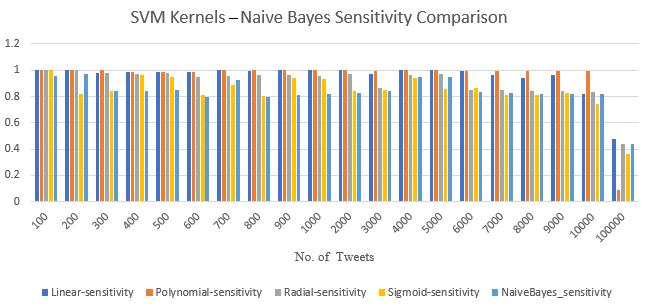 SVM Kernels – Naive Bayes Sensitivity Comparison
1.2
1
0.8
0.6
0.4
0.2
0
100 200 300 400 500 600 700 800 900 1000 2000 3000 4000 5000 6000 7000 8000 9000 10000 100000
No. of Tweets
Linear-sensitivity Polynomial-sensitivity Radial-sensitivity Sigmoid-sensitivity NaiveBayes_sensitivity